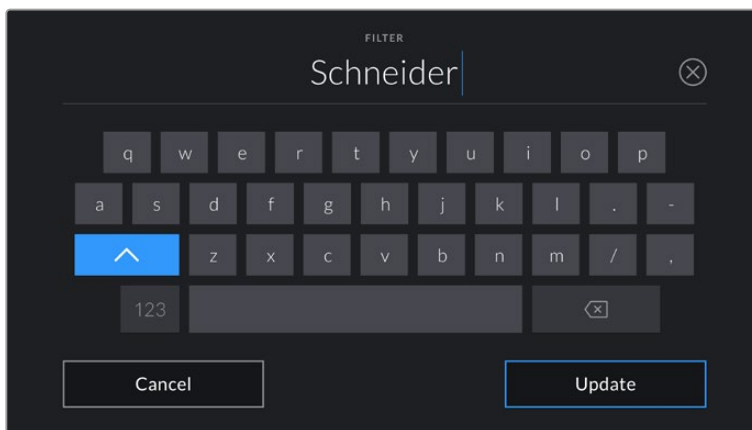 FILTER
Schneider
q w e r t y u i o p
a s d f g h j k l . -
z x c v b n m / ,
123
Cancel Update